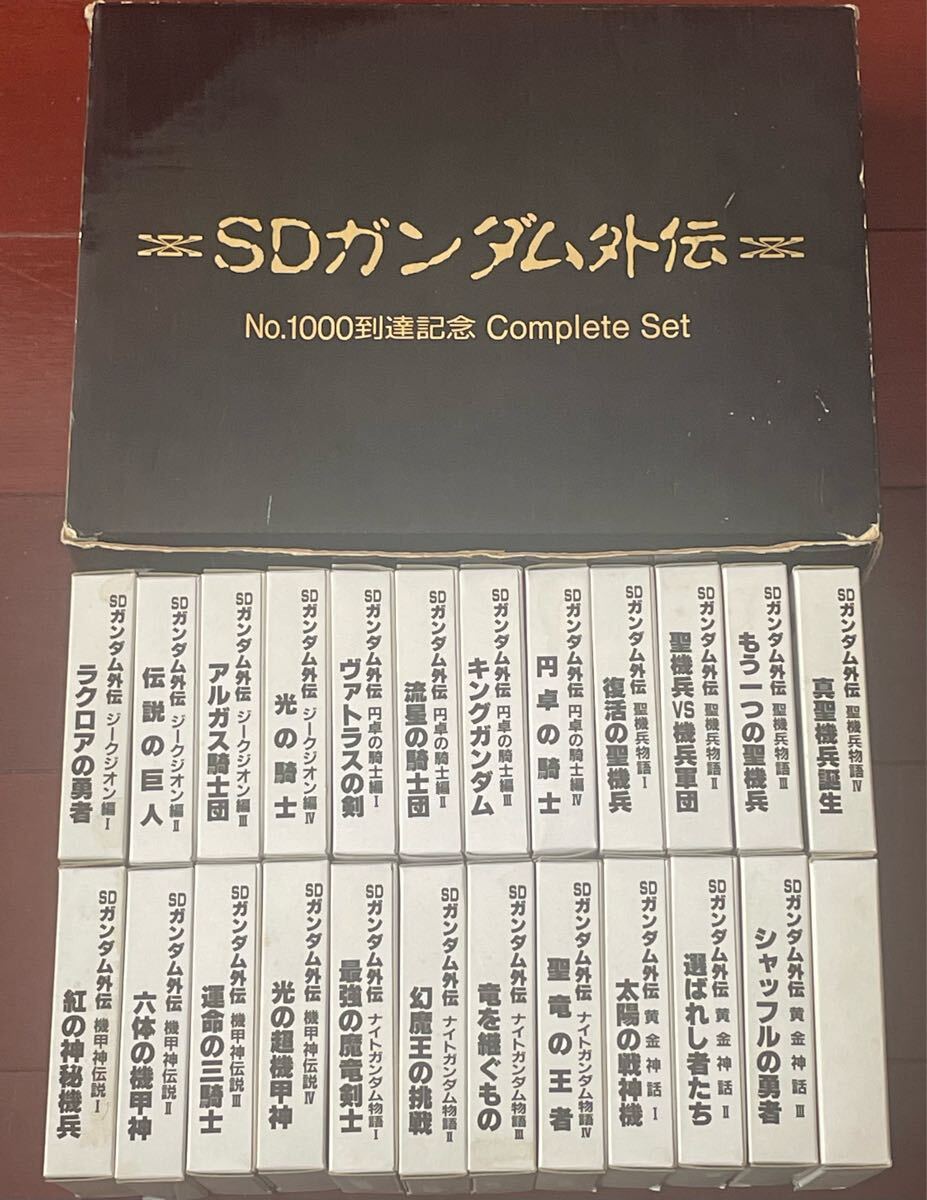 SDガンダム外伝
No.1000到達記念 Complete Set
SDガンダム外伝 ジークジオン編Ⅰ
ラクロアの勇者
SDガンダム外伝 ジークジオン編Ⅱ
伝説の巨人
SDガンダム外伝 ジークジオン編Ⅲ
アルガス騎士団
SDガンダム外伝 ジークジオン編Ⅳ
光の騎士
SDガンダム外伝 円卓の騎士編Ⅰ
ヴァトラスの剣
SDガンダム外伝 円卓の騎士編Ⅱ
流星の騎士団
SDガンダム外伝 円卓の騎士編Ⅲ
キングガンダム
SDガンダム外伝 円卓の騎士編Ⅳ
円卓の騎士
SDガンダム外伝 聖機兵物語Ⅰ
復活の聖機兵
SDガンダム外伝 聖機兵物語Ⅱ
聖機兵VS機兵軍団
SDガンダム外伝 聖機兵物語Ⅲ
もう一つの聖機兵
SDガンダム外伝 聖機兵物語Ⅳ
真聖機兵誕生
SDガンダム外伝 機甲神伝説Ⅰ
紅の神秘機兵
SDガンダム外伝 機甲神伝説Ⅱ
六体の機甲神
SDガンダム外伝 機甲神伝説Ⅲ
運命の三騎士
SDガンダム外伝 機甲神伝説Ⅳ
光の超機甲神
SDガンダム外伝 ナイトガンダム物語Ⅰ
最強の魔竜剣士
SDガンダム外伝 ナイトガンダム物語Ⅱ
幻魔王の挑戦
SDガンダム外伝 ナイトガンダム物語Ⅲ
竜を継ぐもの
SDガンダム外伝 ナイトガンダム物語Ⅳ
聖竜の王者
SDガンダム外伝 黄金神話Ⅰ
太陽の戦神機
SDガンダム外伝 黄金神話Ⅱ
選ばれし者たち
SDガンダム外伝 黄金神話Ⅲ
シャッフルの勇者